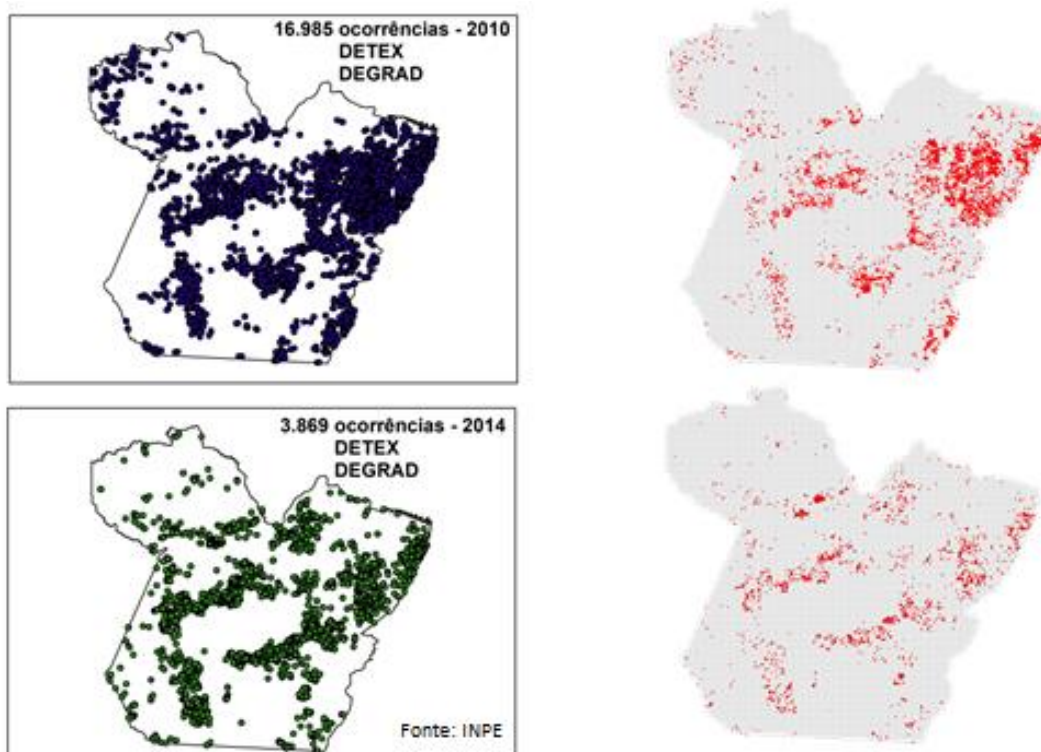 16.985 ocorrências - 2010
DETEX
DEGRAD
3.869 ocorrências - 2014
DETEX
DEGRAD
Fonte: INPE